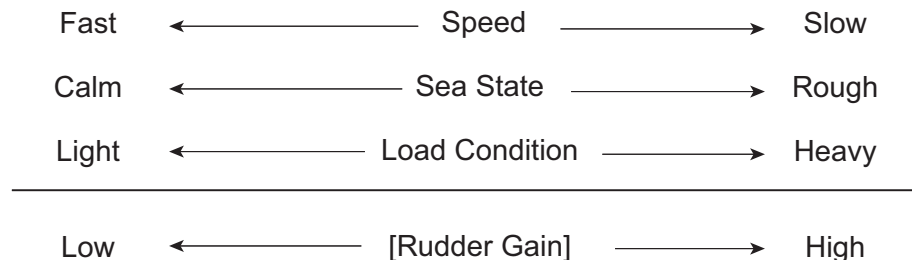 Fast Speed Slow
Calm Sea State Rough
Light Load Condition Heavy
Low [Rudder Gain] High